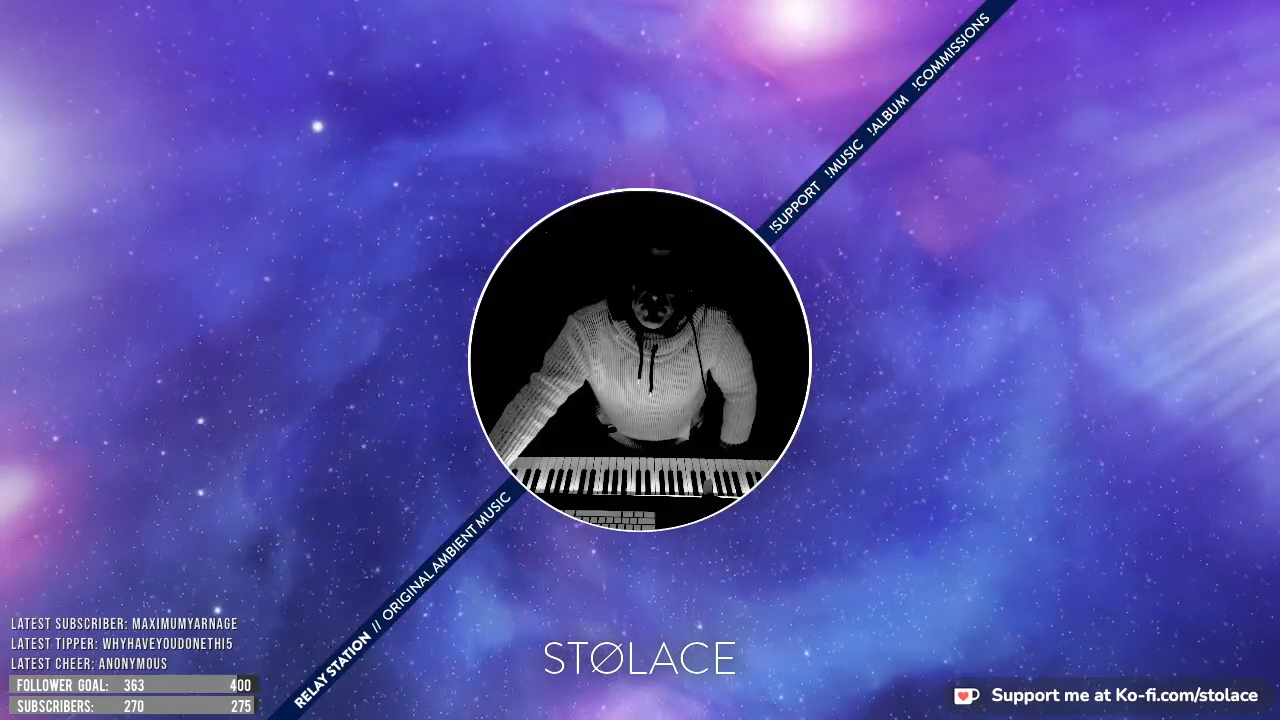 !SUPPORT !MUSIC !ALBUM !COMMISSIONS
RELAY STATION // ORIGINAL AMBIENT MUSIC
STØLACE
LATEST SUBSCRIBER: MAXIMUMYARNAGE
LATEST TIPPER: WHYHAVEYOUDONETHI5
LATEST CHEER: ANONYMOUS
FOLLOWER GOAL: 363 400
SUBSCRIBERS: 270 275
Support me at Ko-fi.com/stolace